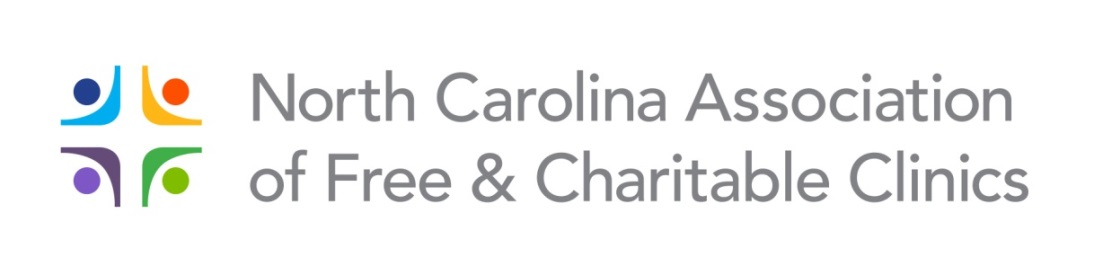 North Carolina Association
of Free & Charitable Clinics